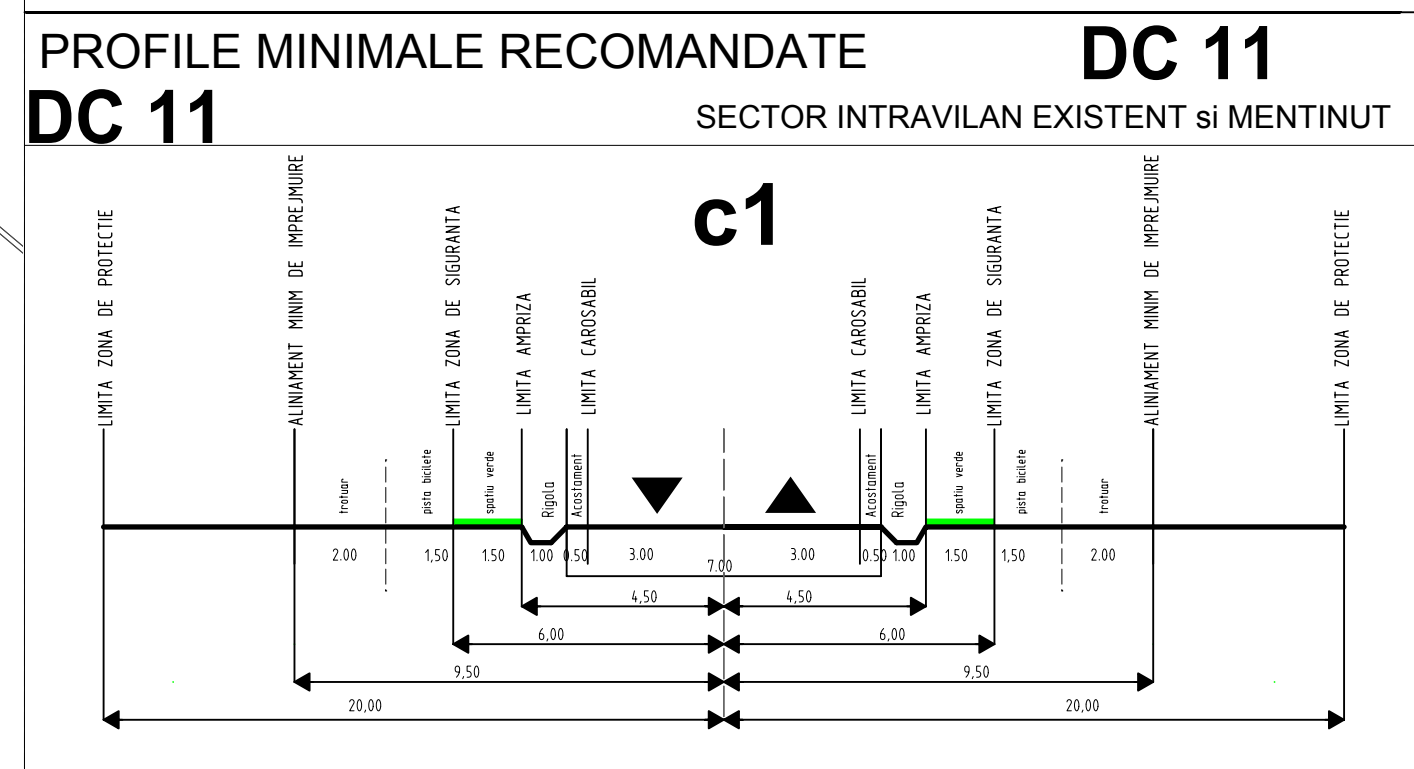 PROFILE MINIMALE RECOMANDATE
DC 11
DC 11
SECTOR INTRAVILAN EXISTENT si MENTINUT
c1
LIMITA ZONA DE PROTECTIE
ALINIAMENT MINIM DE IMPREJMUIRE
LIMITA ZONA DE SIGURANTA
LIMITA AMPRIZA
LIMITA CAROSABIL
LIMITA CAROSABIL
LIMITA AMPRIZA
LIMITA ZONA DE SIGURANTA
ALINIAMENT MINIM DE IMPREJMUIRE
LIMITA ZONA DE PROTECTIE
trotuar
pista biciclete
spatiu verde
Rigola
Acostament
Acostament
Rigola
spatiu verde
pista biciclete
trotuar
2.00 1,50 1.50 1.00 0.50 3.00 3.00 0.50 1.00 1.50 1,50 2.00
7.00
4,50 4,50
6,00 6,00
9,50 9,50
20,00 20,00